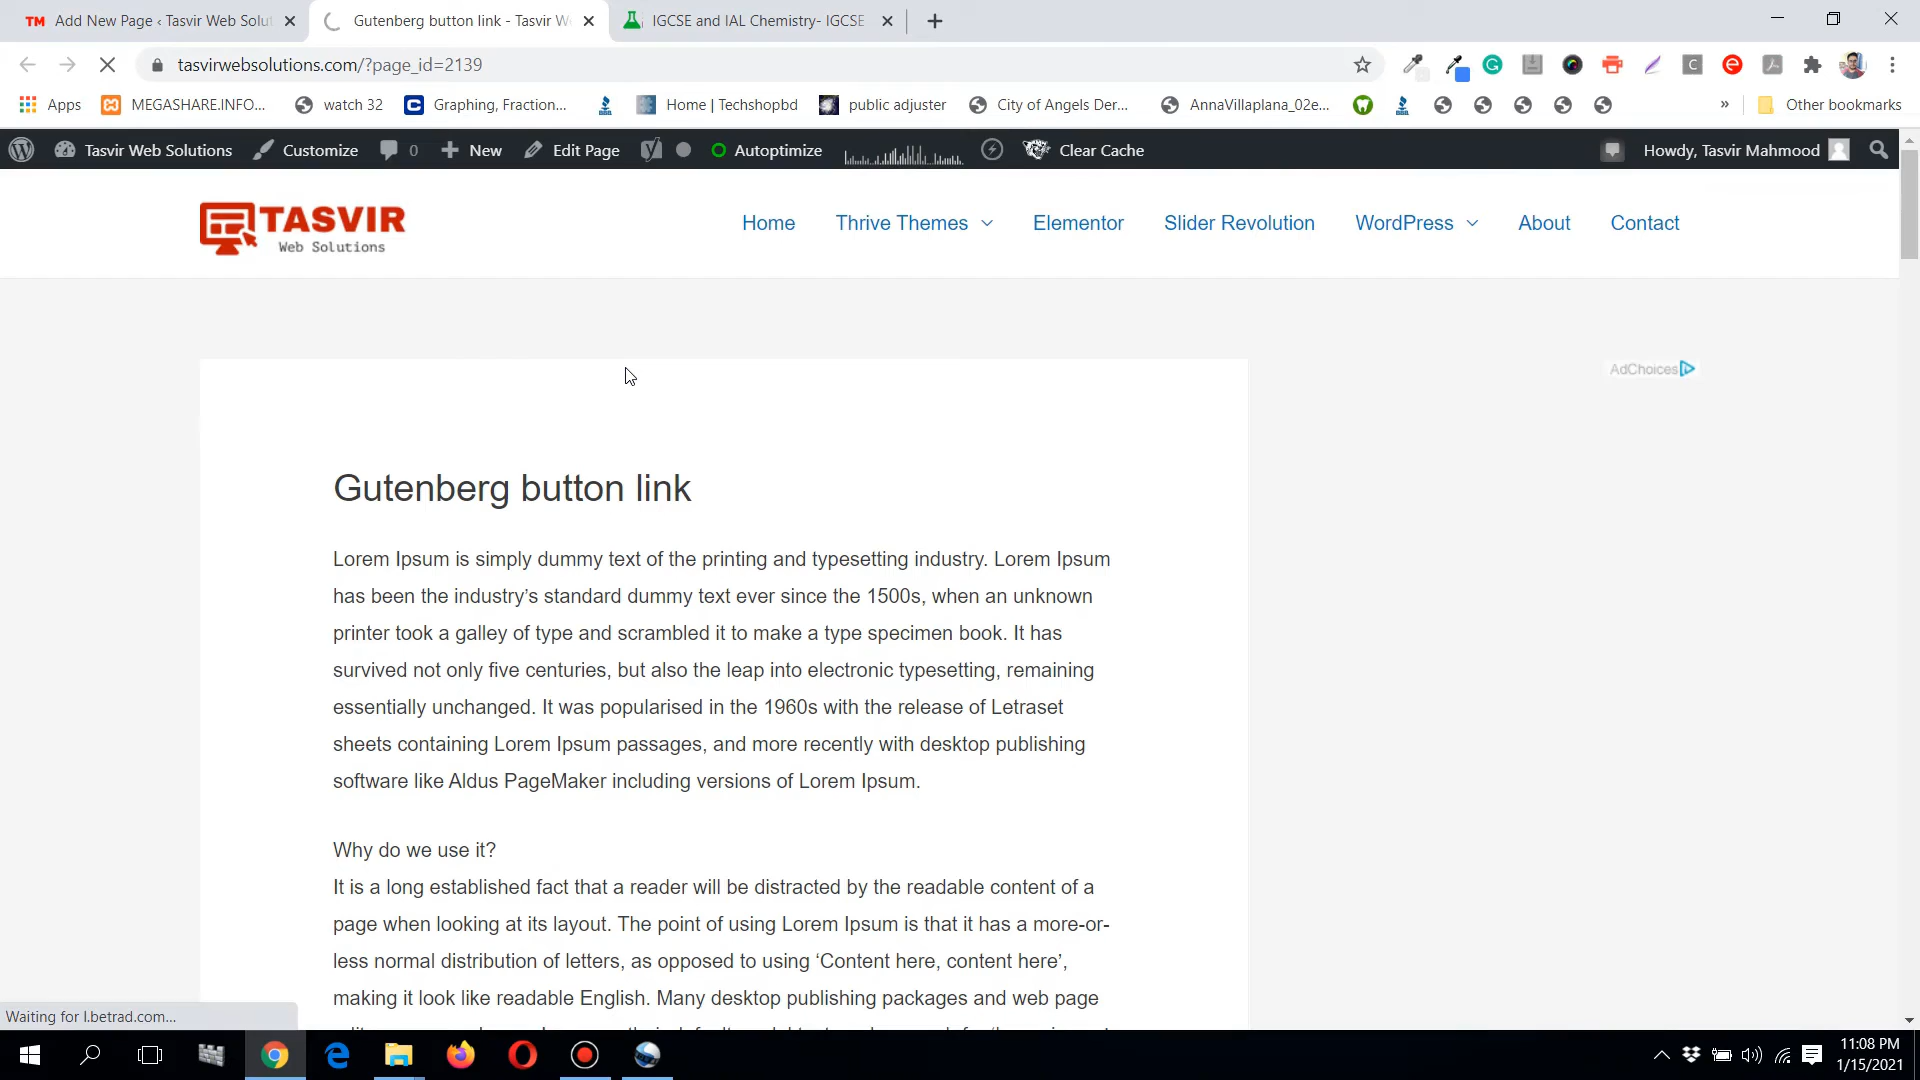 Add New Page ‹ Tasvir Web Solut
Gutenberg button link - Tasvir W
IGCSE and IAL Chemistry- IGCSE
tasvirwebsolutions.com/?page_id=2139
Apps
MEGASHARE.INFO...
watch 32
Graphing, Fraction...
Home | Techshopbd
public adjuster
City of Angels Der...
AnnaVillaplana_02e...
»
Other bookmarks
Tasvir Web Solutions
Customize
0
New
Edit Page
Autoptimize
Clear Cache
Howdy, Tasvir Mahmood
TASVIR
Web Solutions
Home
Thrive Themes
Elementor
Slider Revolution
WordPress
About
Contact
AdChoices
Gutenberg button link
Lorem Ipsum is simply dummy text of the printing and typesetting industry. Lorem Ipsum
has been the industry’s standard dummy text ever since the 1500s, when an unknown
printer took a galley of type and scrambled it to make a type specimen book. It has
survived not only five centuries, but also the leap into electronic typesetting, remaining
essentially unchanged. It was popularised in the 1960s with the release of Letraset
sheets containing Lorem Ipsum passages, and more recently with desktop publishing
software like Aldus PageMaker including versions of Lorem Ipsum.
Why do we use it?
It is a long established fact that a reader will be distracted by the readable content of a
page when looking at its layout. The point of using Lorem Ipsum is that it has a more-or-
less normal distribution of letters, as opposed to using ‘Content here, content here’,
making it look like readable English. Many desktop publishing packages and web page
Waiting for l.betrad.com...
11:08 PM
1/15/2021